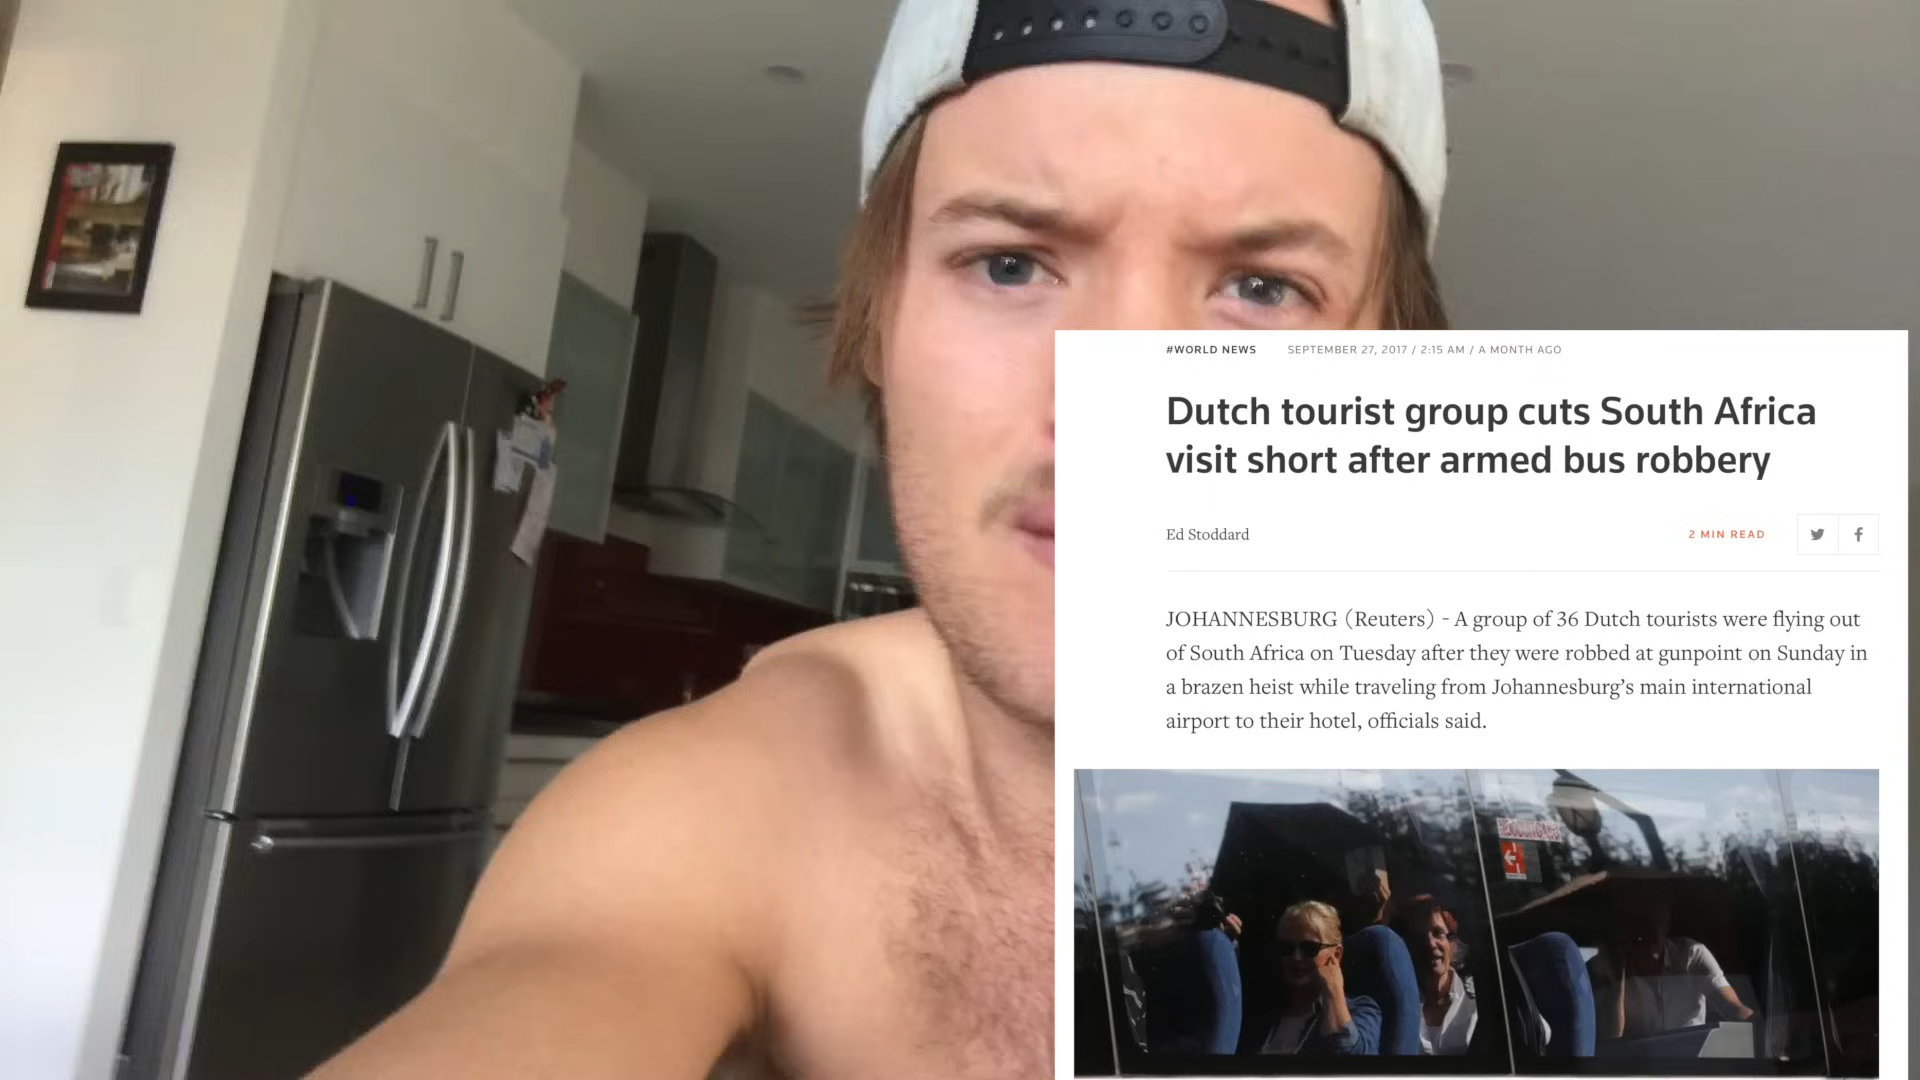 #WORLD NEWS SEPTEMBER 27, 2017 / 2:15 AM / A MONTH AGO
Dutch tourist group cuts South Africa
visit short after armed bus robbery
Ed Stoddard 2 MIN READ
JOHANNESBURG (Reuters) - A group of 36 Dutch tourists were flying out
of South Africa on Tuesday after they were robbed at gunpoint on Sunday in
a brazen heist while traveling from Johannesburg’s main international
airport to their hotel, officials said.